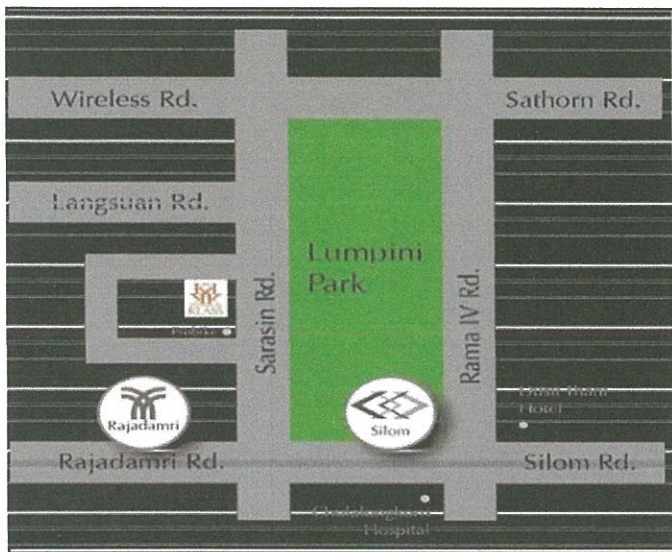 Wireless Rd.
Sathorn Rd.
Langsuan Rd.
Lumpini
Park
Sarasin Rd.
Rama IV Rd.
Dusit Thani
Hotel
Rajadamri
Silom
Rajadamri Rd.
Silom Rd.
Chulalongkorn
Hospital